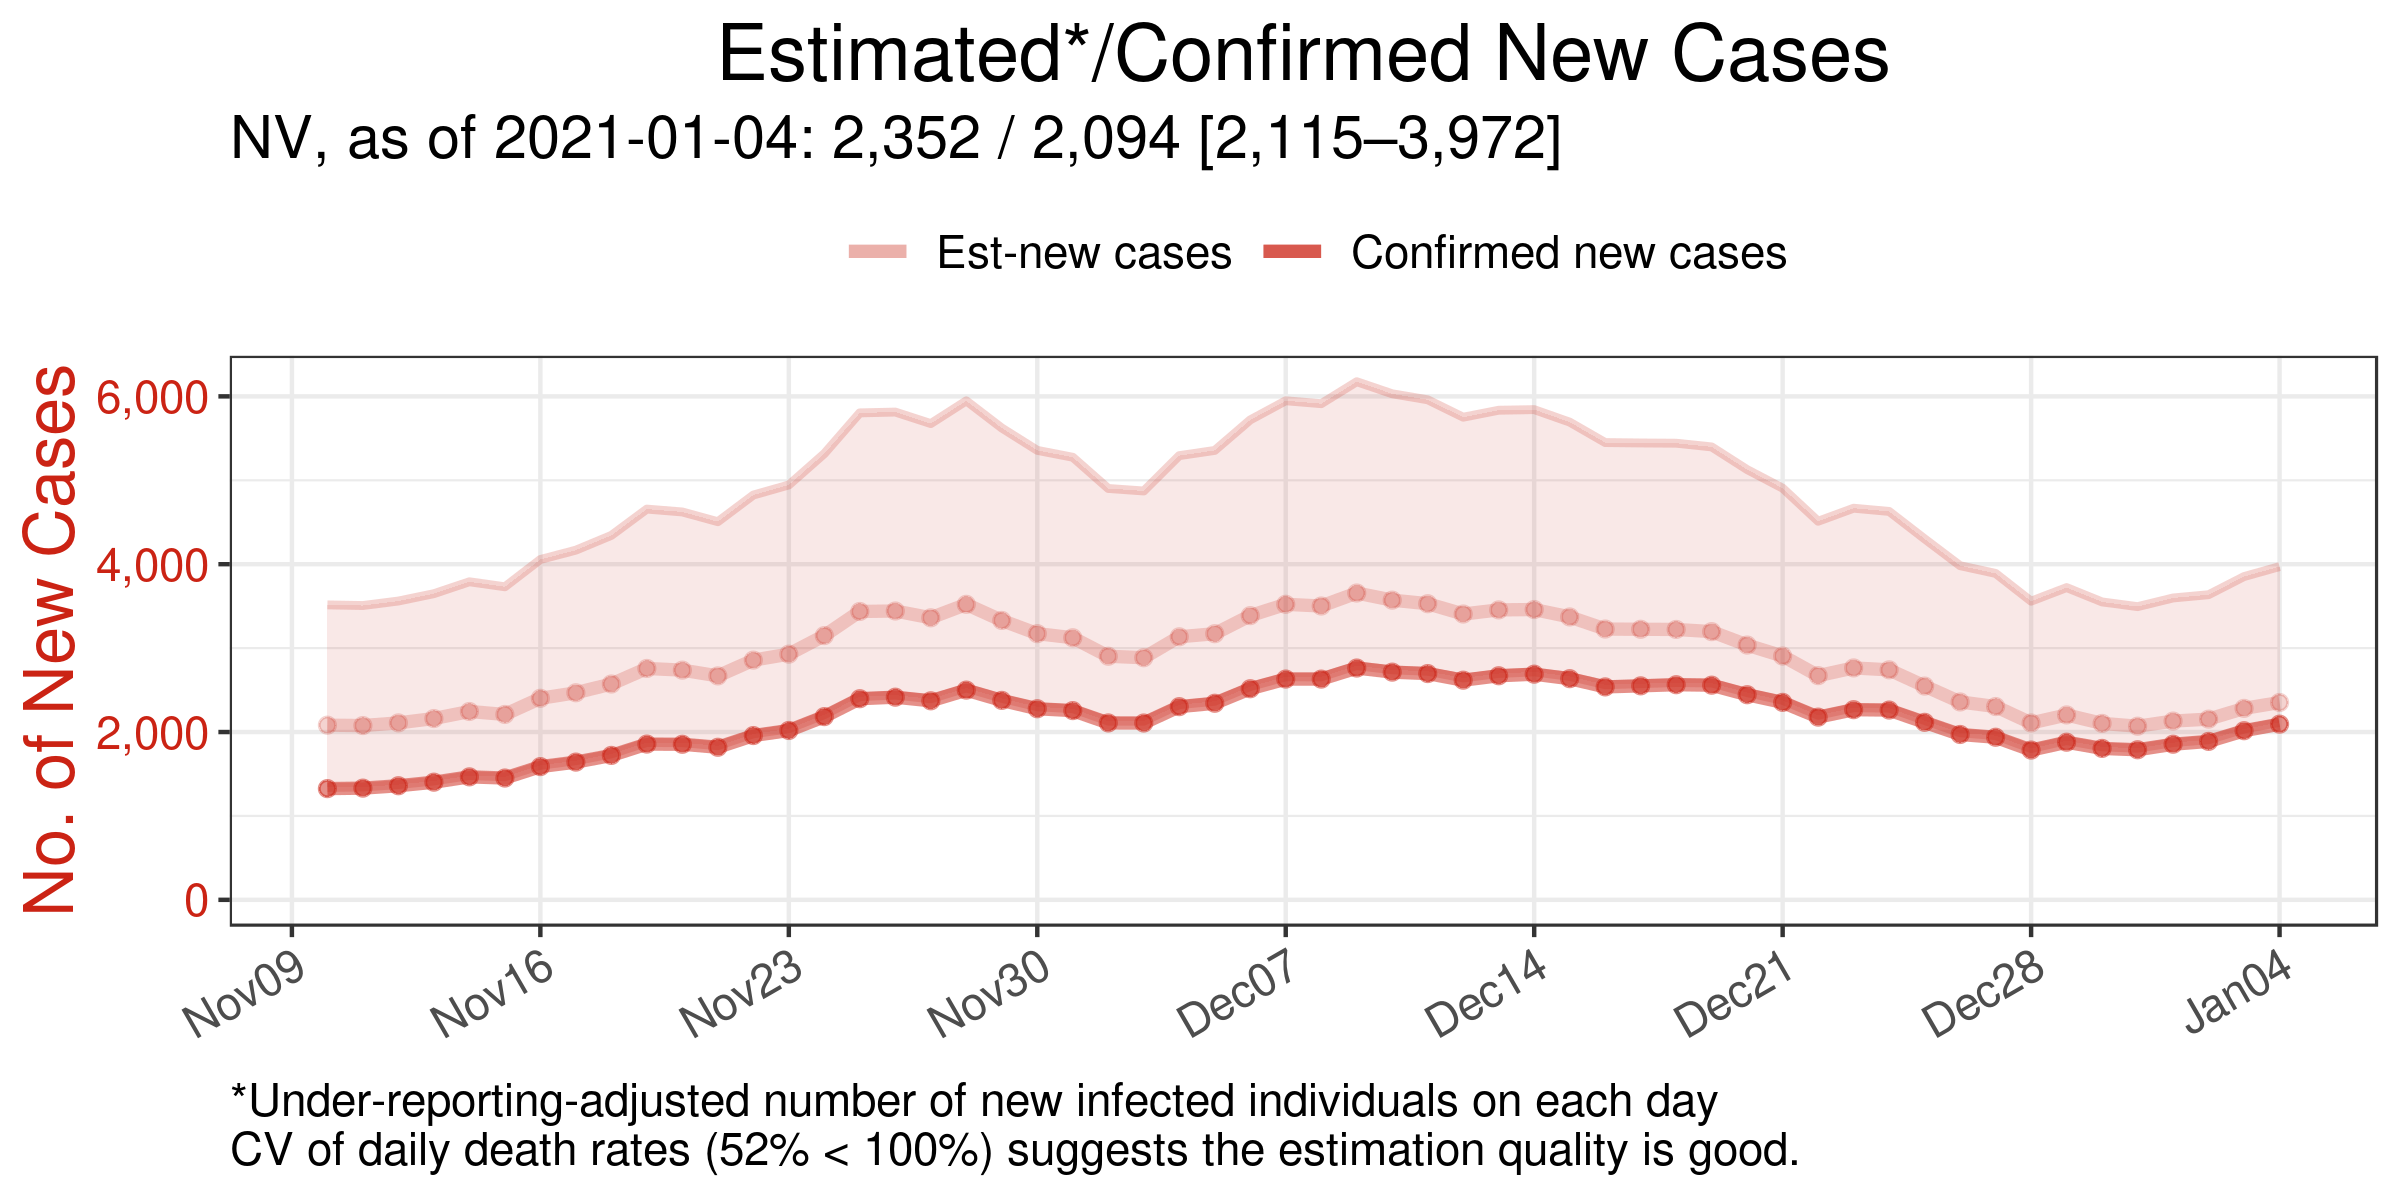 Estimated*/Confirmed New Cases
NV, as of 2021-01-04: 2,352 / 2,094 [2,115–3,972]
Est-new cases
Confirmed new cases
No. of New Cases
6,000
4,000
2,000
0
Nov09
Nov16
Nov23
Nov30
Dec07
Dec14
Dec21
Dec28
Jan04
*Under-reporting-adjusted number of new infected individuals on each day
CV of daily death rates (52% < 100%) suggests the estimation quality is good.